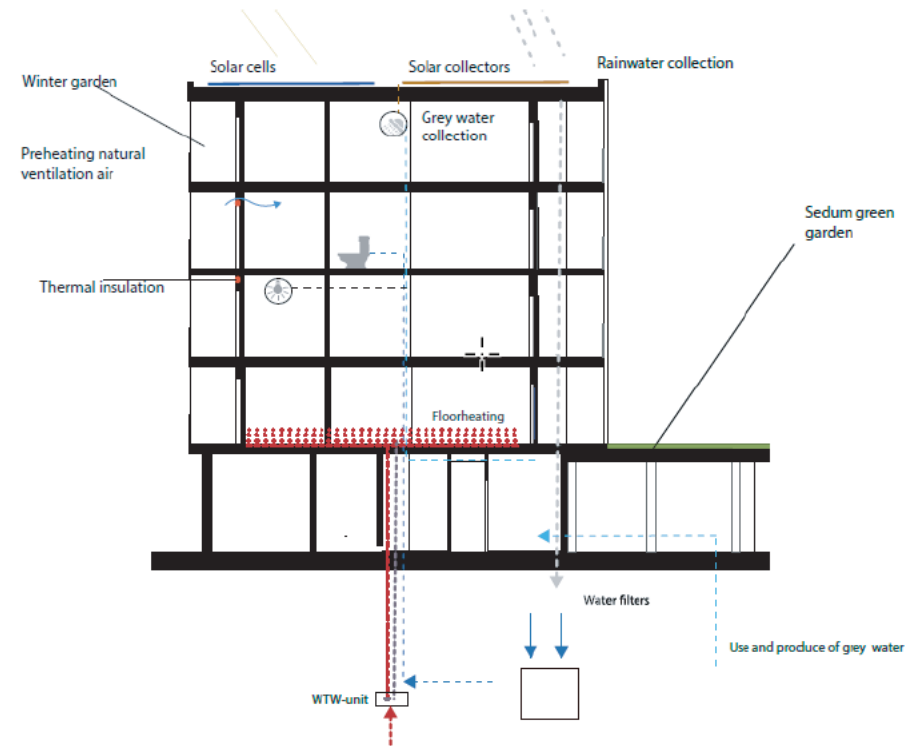 Solar cells
Solar collectors
Rainwater collection
Winter garden
Grey water
collection
Preheating natural
ventilation air
Sedum green
garden
Thermal insulation
Floorheating
Water filters
Use and produce of grey water
WTW-unit